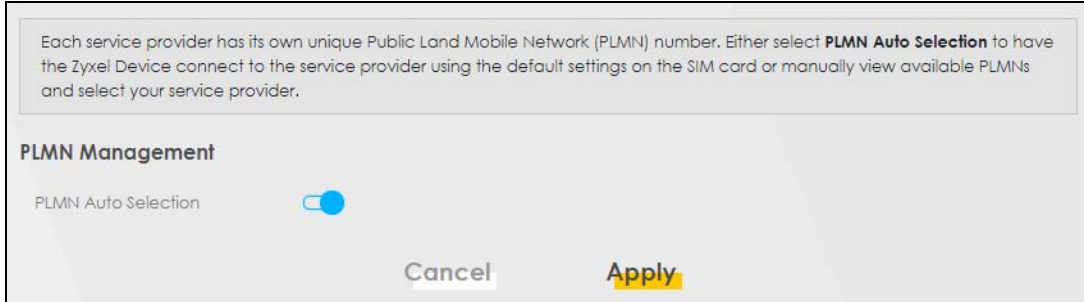 Each service provider has its own unique Public Land Mobile Network (PLMN) number. Either select PLMN Auto Selection to have
the Zyxel Device connect to the service provider using the default settings on the SIM card or manually view available PLMNs
and select your service provider.
PLMN Management
PLMN Auto Selection
Cancel Apply